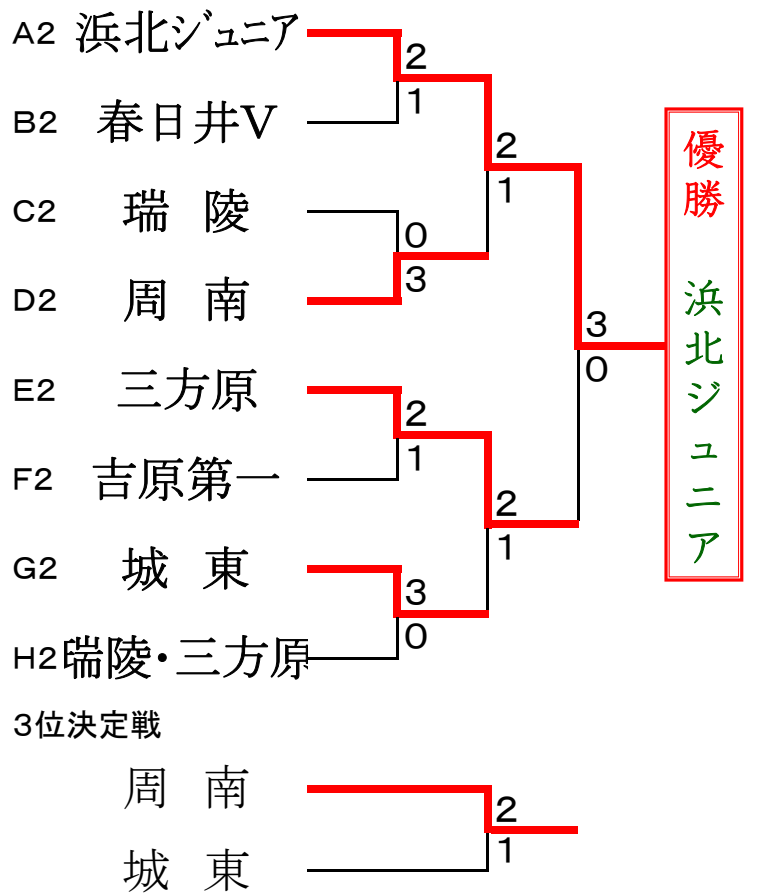 A2 浜北ジュニア
2
1
B2 春日井V
2
1
C2 瑞 陵
0
3
D2 周 南
3
0
E2 三方原
2
1
F2 吉原第一
2
1
G2 城 東
3
0
H2 瑞陵・三方原
優勝 浜北ジュニア
3位決定戦
周 南
2
1
城 東